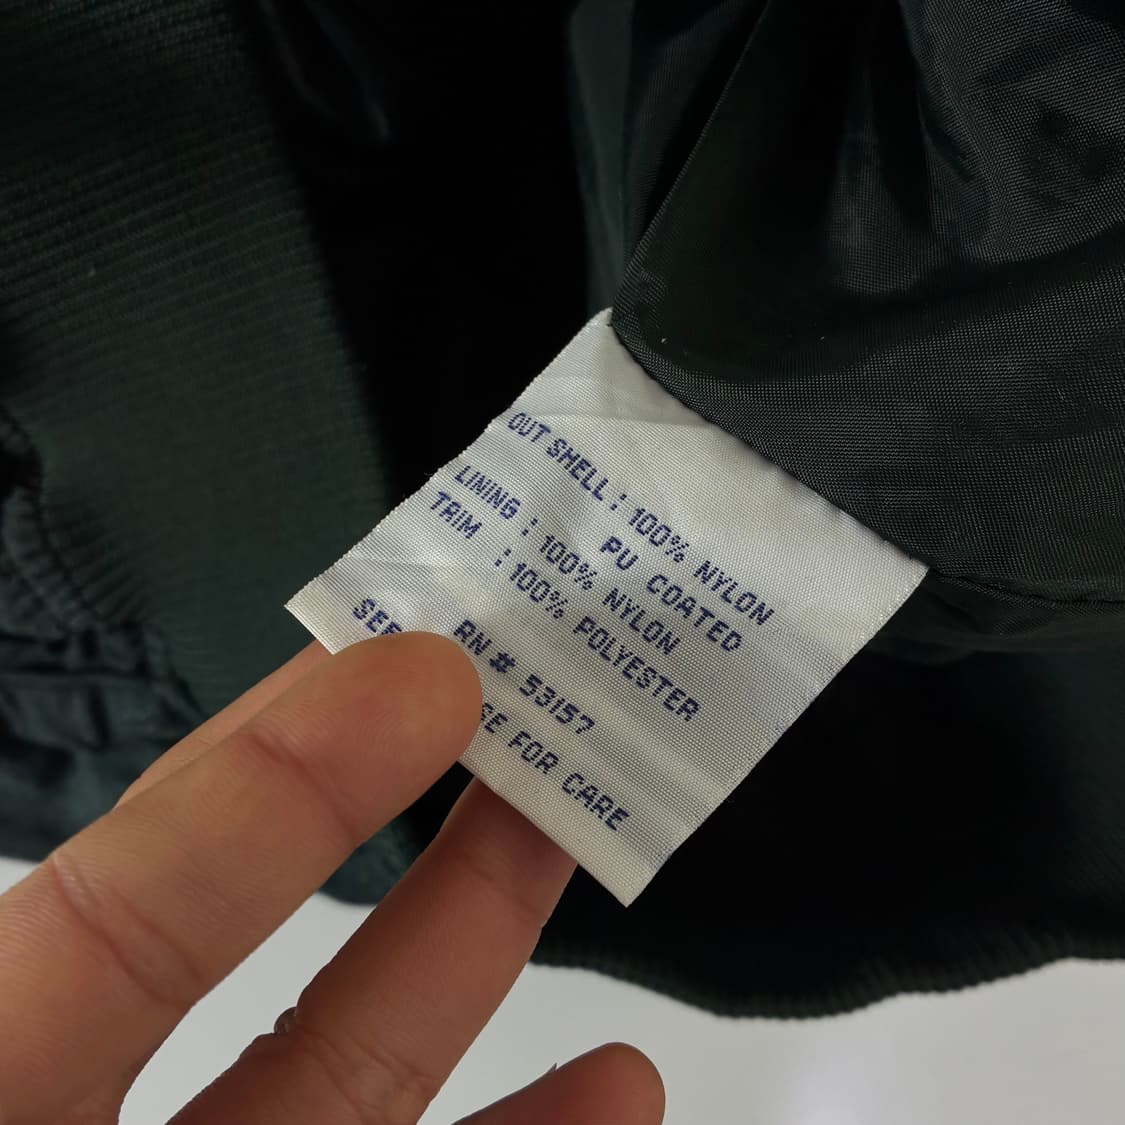 OUT SHELL : 100% NYLON
PU COATED
LINING : 100% NYLON
TRIM : 100% POLYESTER
RN # 53157
FOR CARE